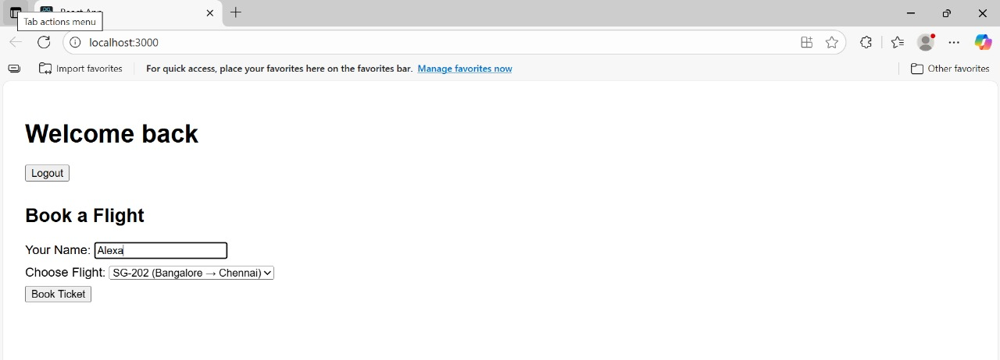 React App
Tab actions menu
localhost:3000
Import favorites
For quick access, place your favorites here on the favorites bar. Manage favorites now
Other favorites
Welcome back
Logout
Book a Flight
Your Name: Alexa
Choose Flight: SG-202 (Bangalore → Chennai)
Book Ticket